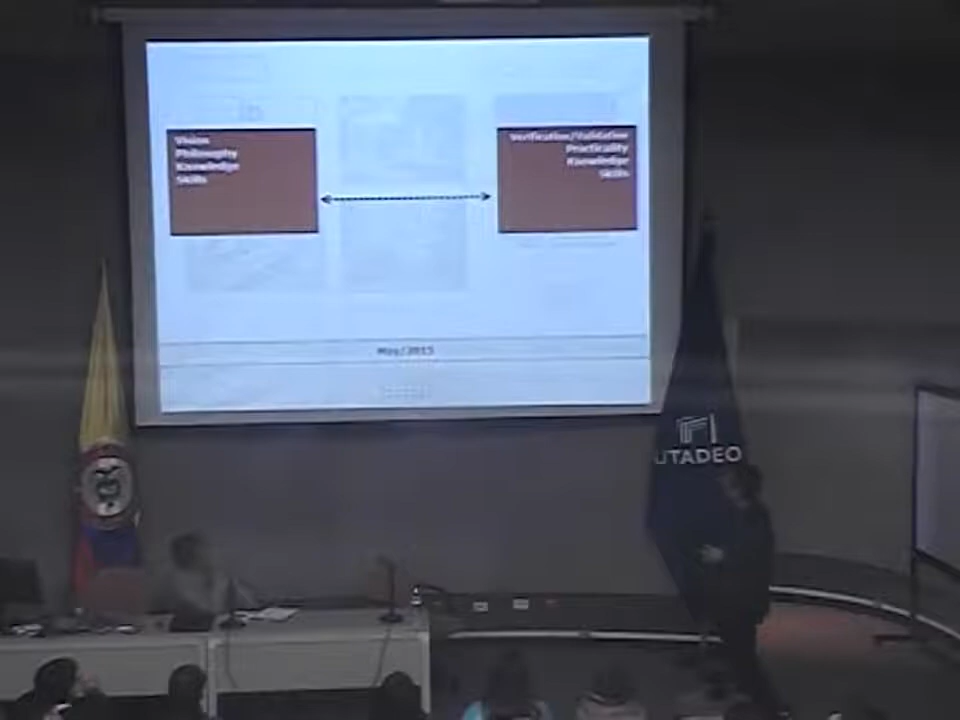 Vision
Philosophy
Knowledge
Skills
Verification/Validation
Practicality
Knowledge
Skills
May/2015
UTADEO